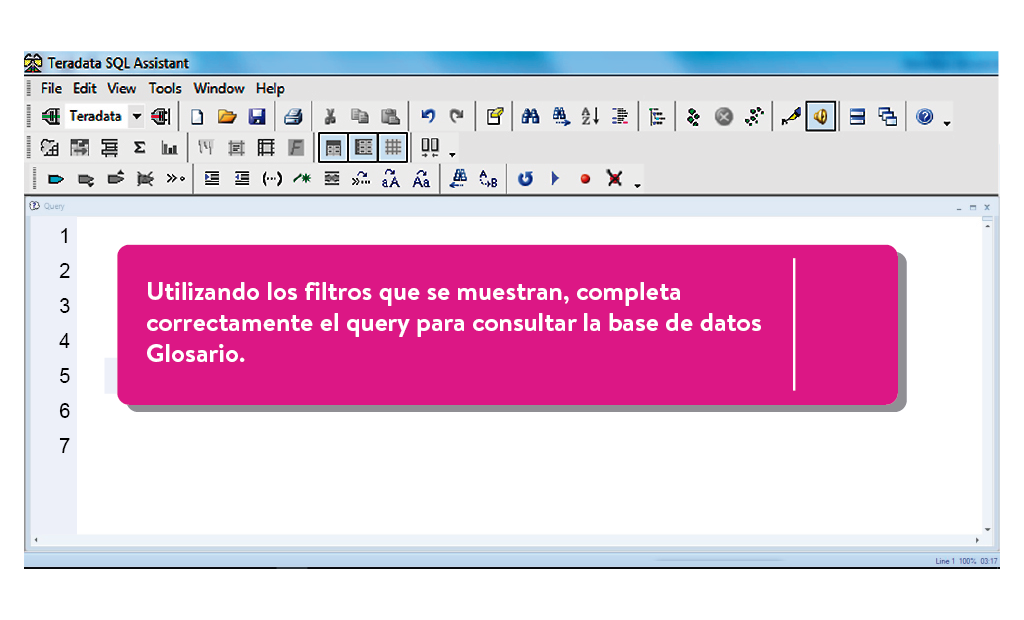 Teradata SQL Assistant
File Edit View Tools Window Help
Teradata
Query
1
2
3
4
5
6
7
Utilizando los filtros que se muestran, completa
correctamente el query para consultar la base de datos
Glosario.
Line 1 100% 03:17